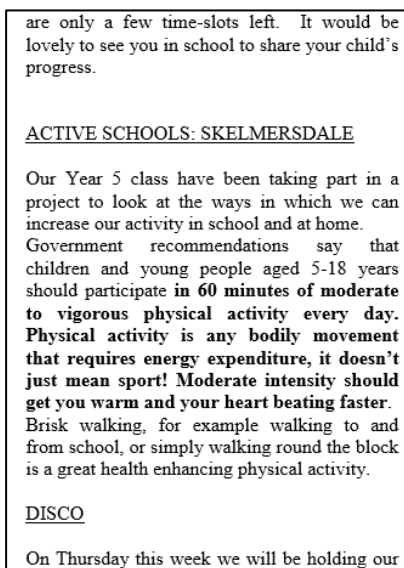 are only a few time-slots left. It would be
lovely to see you in school to share your child's
progress.
ACTIVE SCHOOLS: SKELMERSDALE
Our Year 5 class have been taking part in a
project to look at the ways in which we can
increase our activity in school and at home.
Government recommendations say that
children and young people aged 5-18 years
should participate in 60 minutes of moderate
to vigorous physical activity every day.
Physical activity is any bodily movement
that requires energy expenditure, it doesn't
just mean sport! Moderate intensity should
get you warm and your heart beating faster.
Brisk walking, for example walking to and
from school, or simply walking round the block
is a great health enhancing physical activity.
DISCO
On Thursday this week we will be holding our